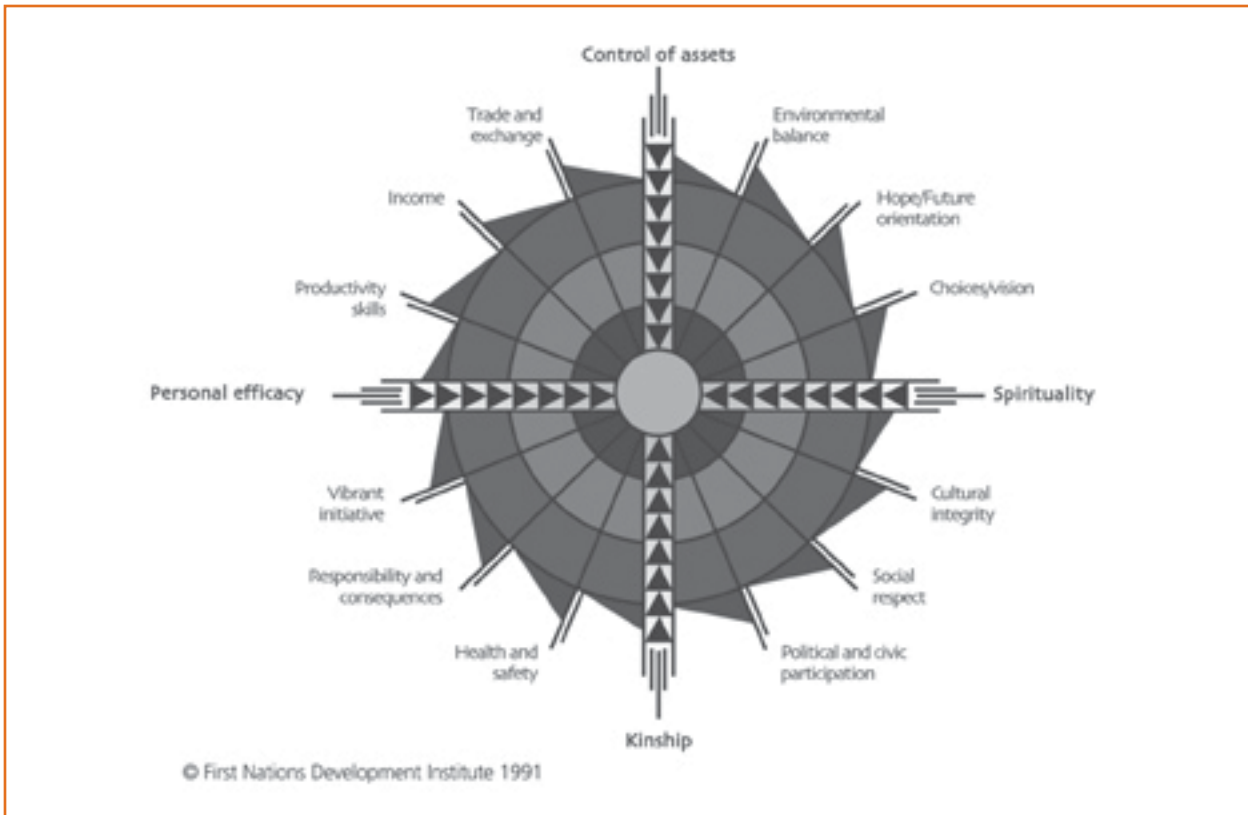 Control of assets
Trade and
exchange
Environmental
balance
Income
Hope/Future
orientation
Productivity
skills
Choices/vision
Personal efficacy
Spirituality
Vibrant
initiative
Cultural
integrity
Responsibility and
consequences
Social
respect
Health and
safety
Political and civic
participation
Kinship
© First Nations Development Institute 1991